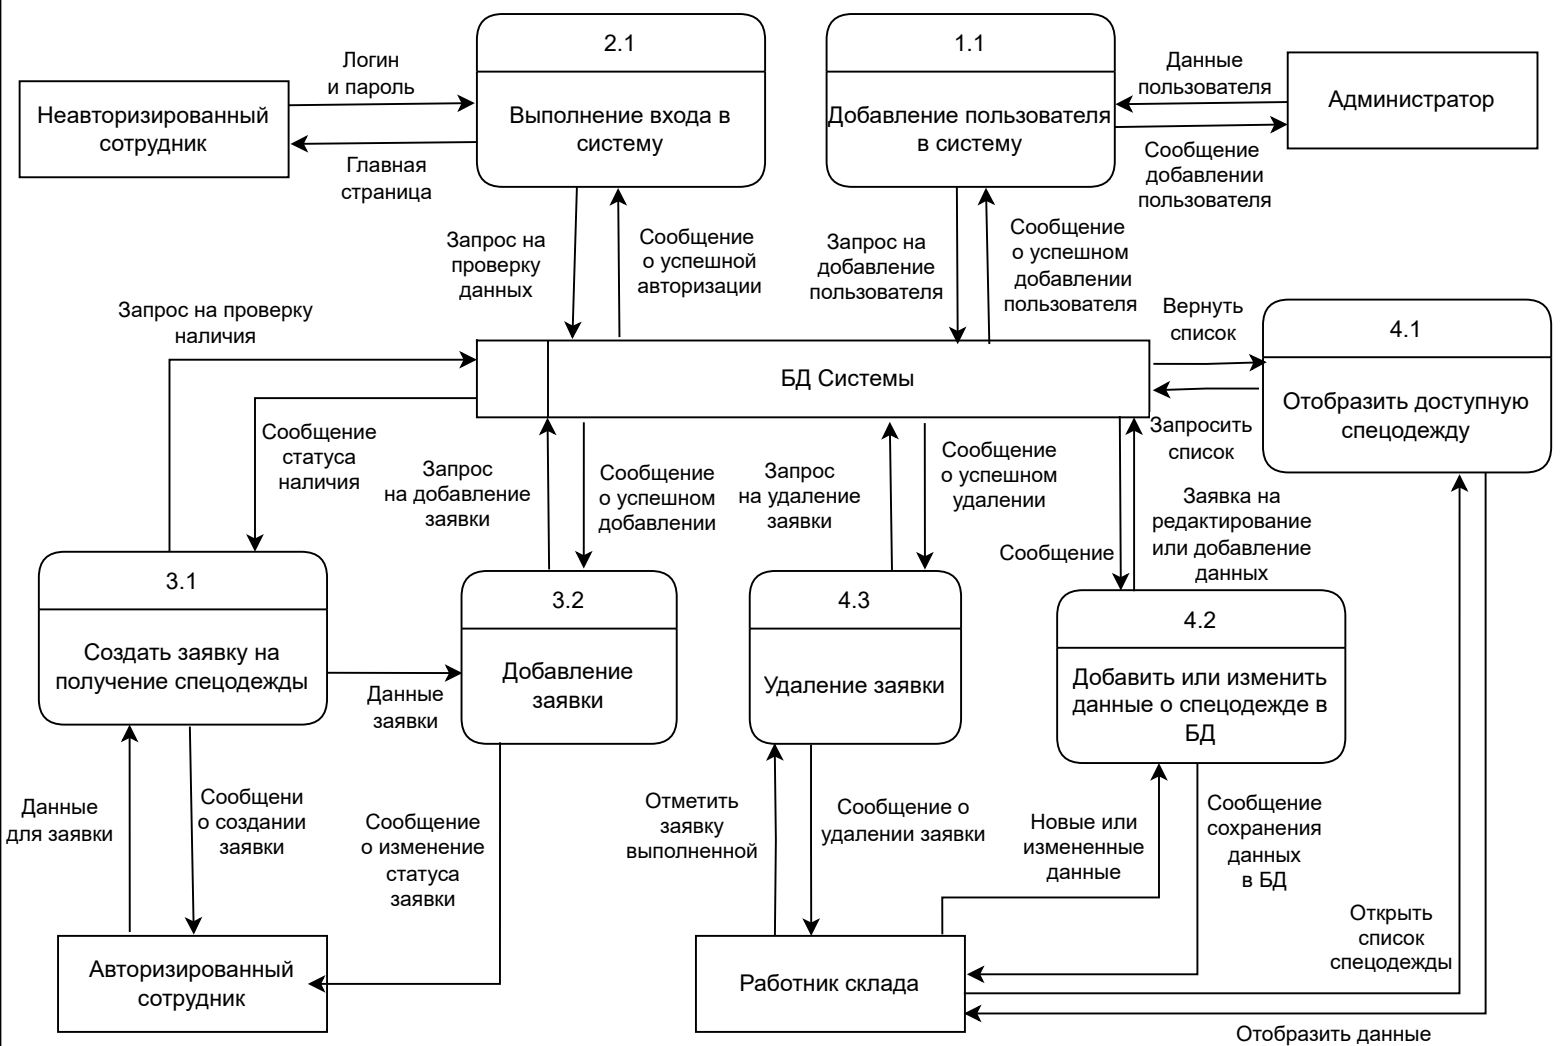 2.1
Выполнение входа в
систему
1.1
Добавление пользователя
в систему
Логин
и пароль
Неавторизированный
сотрудник
Главная
страница
Данные
пользователя
Администратор
Сообщение
добавлении
пользователя
Запрос на
проверку
данных
Сообщение
о успешной
авторизации
Запрос на
добавление
пользователя
Сообщение
о успешном
добавлении
пользователя
Запрос на проверку
наличия
Вернуть
список
4.1
Отобразить доступную
спецодежду
БД Системы
Сообщение
статуса
наличия
Запрос
на добавление
заявки
Сообщение
о успешном
добавлении
Запрос
на удаление
заявки
Сообщение
о успешном
удалении
Запросить
список
Сообщение
Заявка на
редактирование
или добавление
данных
3.1
Создать заявку на
получение спецодежды
Данные
заявки
3.2
Добавление
заявки
4.3
Удаление заявки
4.2
Добавить или изменить
данные о спецодежде в
БД
Данные
для заявки
Сообщени
о создании
заявки
Сообщение
о изменение
статуса
заявки
Отметить
заявку
выполненной
Сообщение о
удалении заявки
Новые или
измененные
данные
Сообщение
сохранения
данных
в БД
Открыть
список
спецодежды
Авторизированный
сотрудник
Работник склада
Отобразить данные